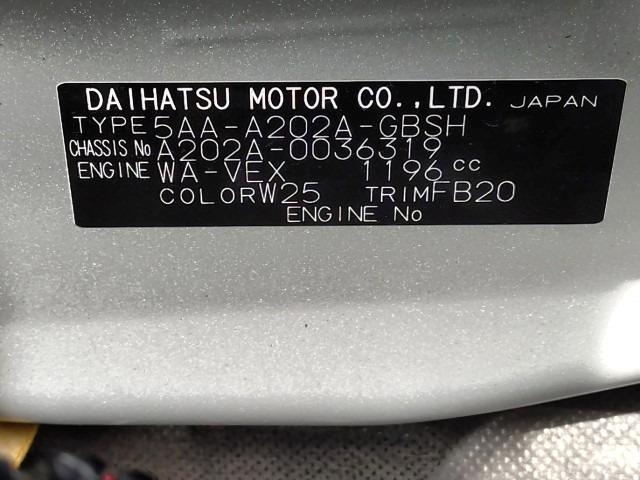 DAIHATSU MOTOR CO.,LTD. JAPAN
TYPE 5AA-A202A-GBSH
CHASSIS No A202A-0036319
ENGINE WA-VEX 1196 cc
COLOR W25 TRIM FB20
ENGINE No